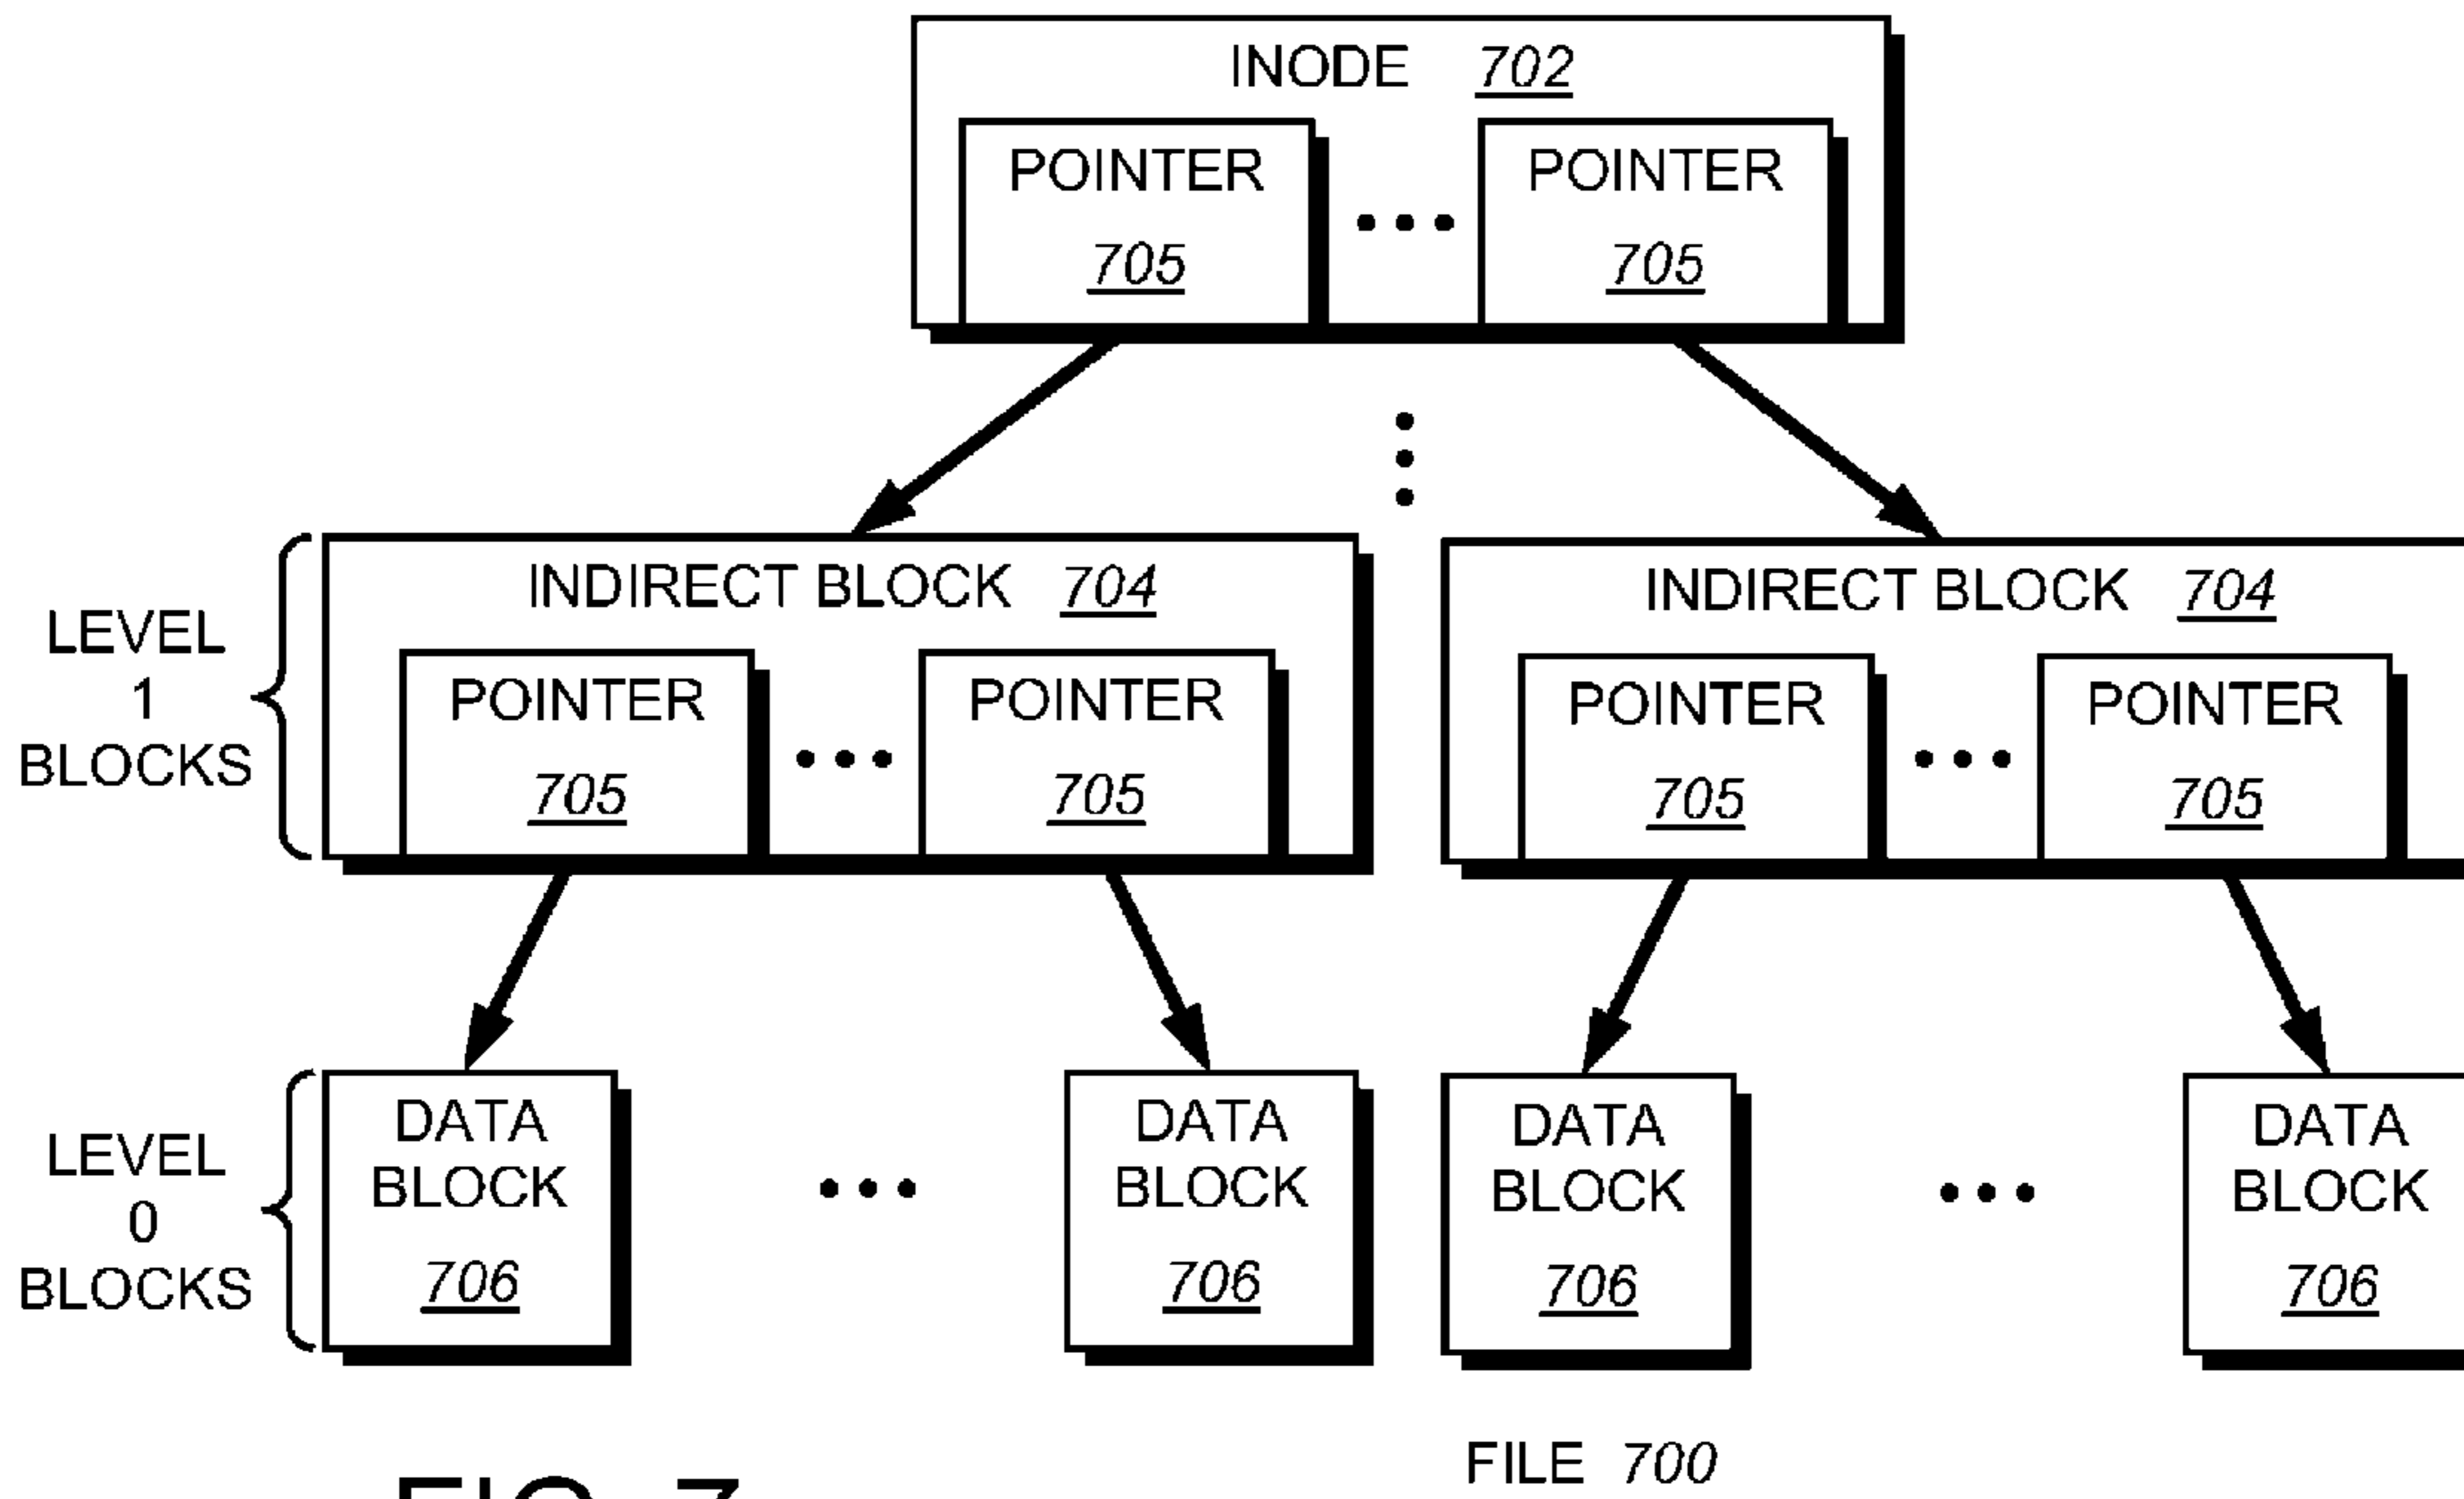 INODE 702
POINTER POINTER
705 705
INDIRECT BLOCK 704
INDIRECT BLOCK 704
LEVEL
1
BLOCKS
POINTER POINTER
705 705
POINTER POINTER
705 705
LEVEL
0
BLOCKS
DATA
BLOCK
706
DATA
BLOCK
706
DATA
BLOCK
706
DATA
BLOCK
706
FILE 700
FIG. 7